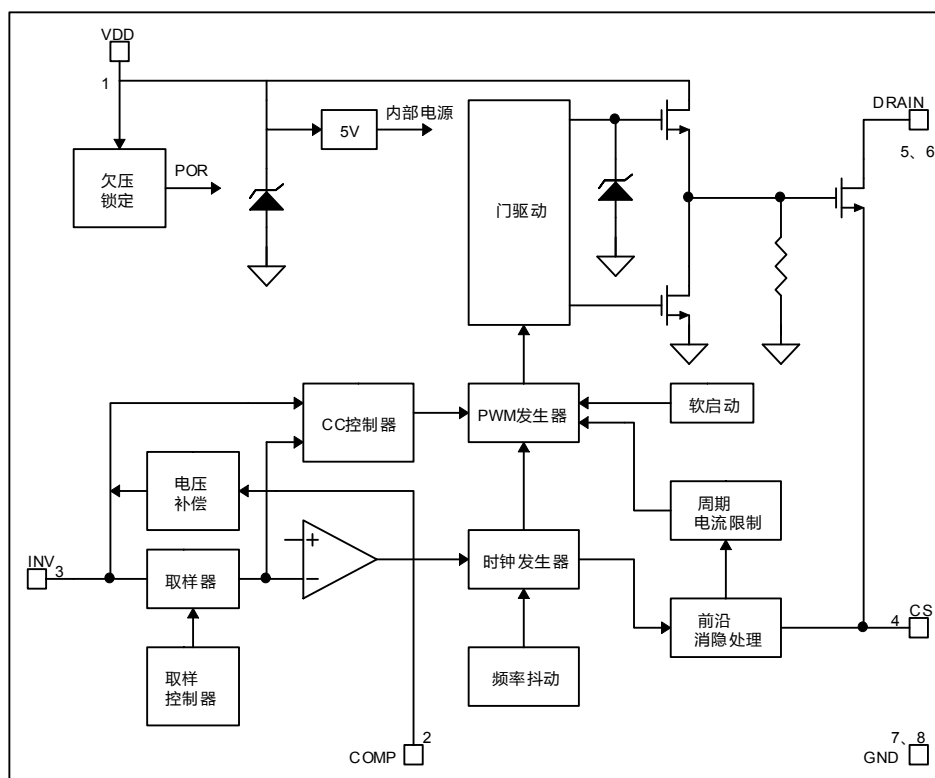 VDD
1
5V
内部电源
DRAIN
5、6
欠压
锁定
POR
门驱动
CC控制器
PWM发生器
软启动
电压
补偿
周期
电流限制
INV
3
取样器
+
−
时钟发生器
前沿
消隐处理
4
CS
取样
控制器
频率抖动
COMP
2
7、8
GND